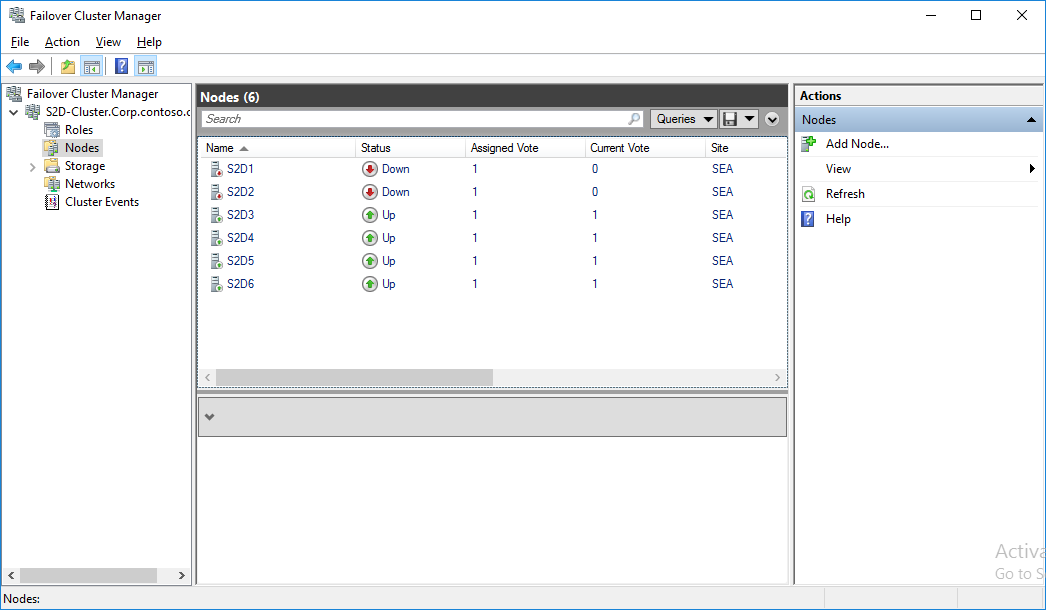 Failover Cluster Manager
File Action View Help
Failover Cluster Manager
S2D-Cluster.Corp.contoso.c
Roles
Nodes
Storage
Networks
Cluster Events
Nodes (6)
Search
Queries
Name Status Assigned Vote Current Vote Site
S2D1 Down 1 0 SEA
S2D2 Down 1 0 SEA
S2D3 Up 1 1 SEA
S2D4 Up 1 1 SEA
S2D5 Up 1 1 SEA
S2D6 Up 1 1 SEA
Actions
Nodes
Add Node...
View
Refresh
Help
Activa
Go to S
Nodes: